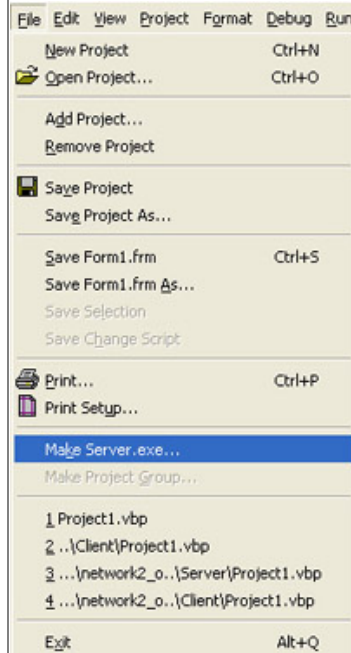 File Edit View Project Format Debug Run
New Project Ctrl+N
Open Project... Ctrl+O
Add Project...
Remove Project
Save Project
Save Project As...
Save Form1.frm Ctrl+S
Save Form1.frm As...
Save Selection
Save Change Script
Print... Ctrl+P
Print Setup...
Make Server.exe...
Make Project Group...
1 Project1.vbp
2 ..\Client\Project1.vbp
3 ...\network2_o..\Server\Project1.vbp
4 ...\network2_o..\Client\Project1.vbp
Exit Alt+Q